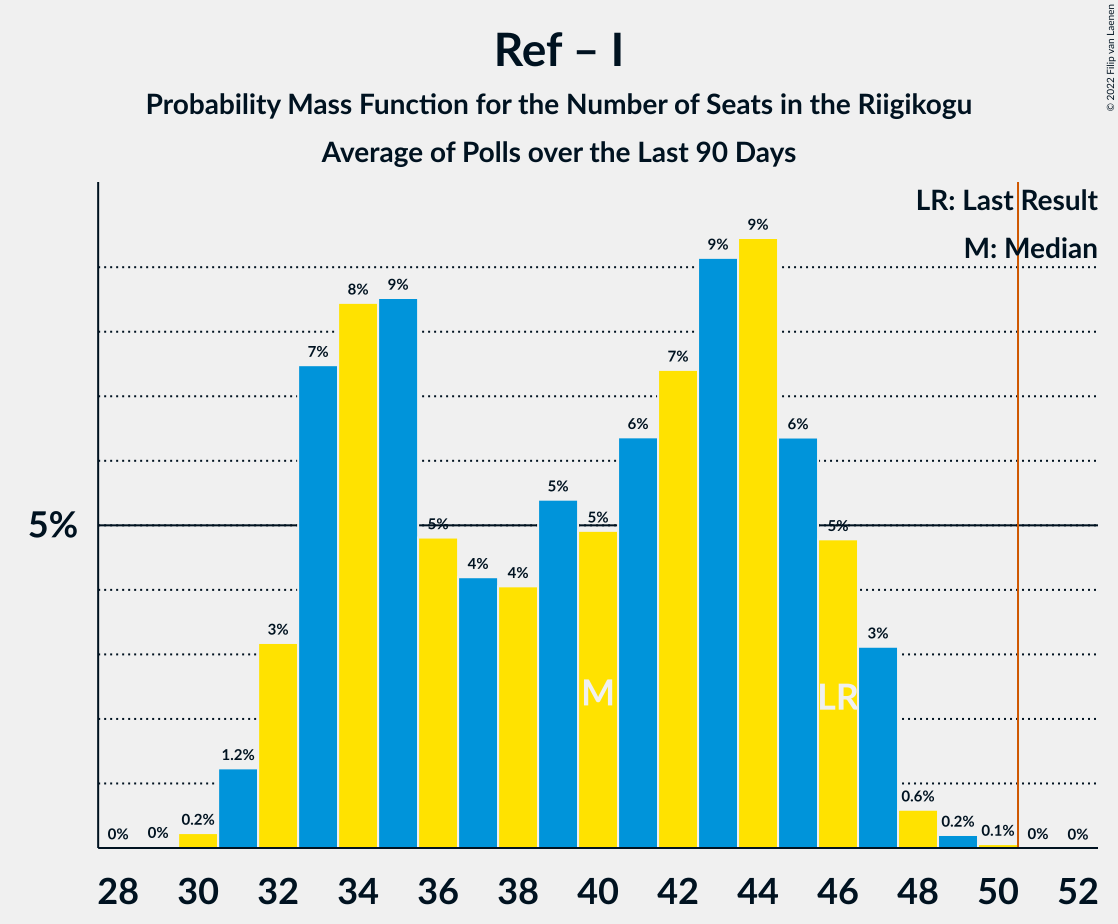 Ref – I
Probability Mass Function for the Number of Seats in the Riigikogu
Average of Polls over the Last 90 Days
© 2022 Filip van Laenen
LR: Last Result
M: Median
5%
0%
0%
0.2%
1.2%
3%
7%
8%
9%
5%
4%
4%
5%
5%
6%
7%
9%
9%
6%
5%
3%
0.6%
0.2%
0.1%
0%
0%
M
LR
28 30 32 34 36 38 40 42 44 46 48 50 52